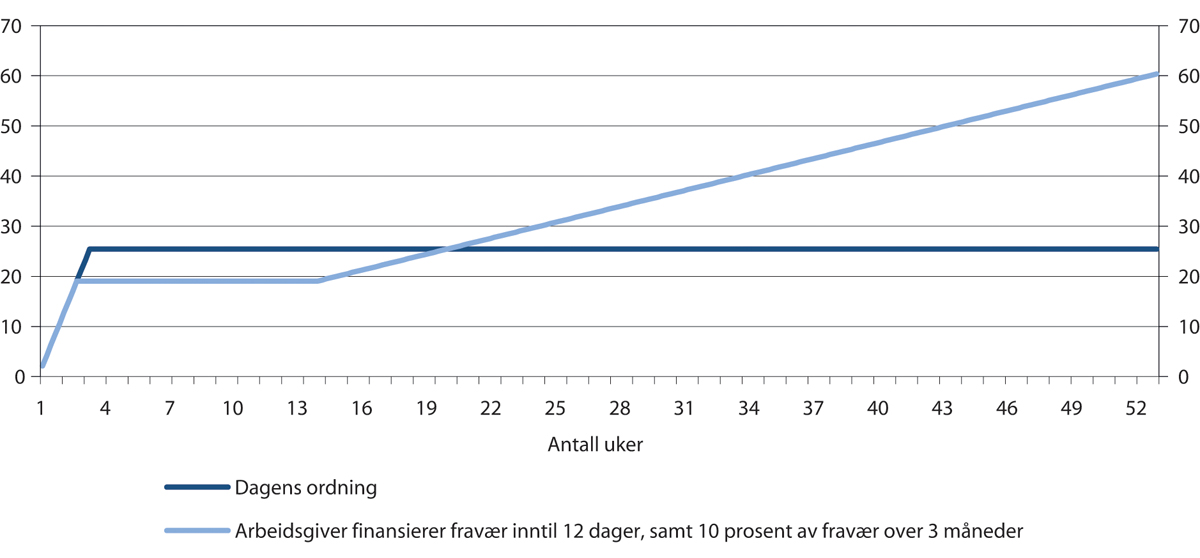 70 70
60 60
50 50
40 40
30 30
20 20
10 10
0 0
1 4 7 10 13 16 19 22 25 28 31 34 37 40 43 46 49 52
Antall uker
Dagens ordning
Arbeidsgiver finansierer fravær inntil 12 dager, samt 10 prosent av fravær over 3 måneder